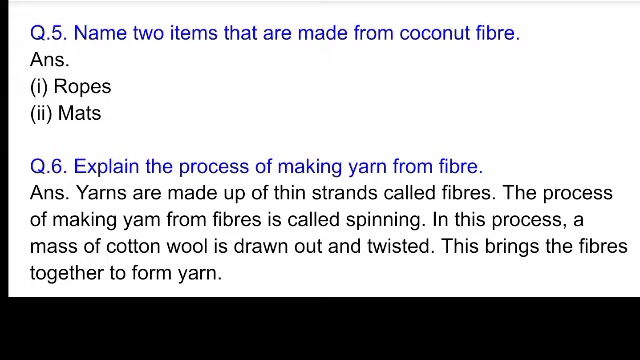 Q.5. Name two items that are made from coconut fibre.
Ans.
(i) Ropes
(ii) Mats
Q.6. Explain the process of making yarn from fibre.
Ans. Yarns are made up of thin strands called fibres. The process
of making yam from fibres is called spinning. In this process, a
mass of cotton wool is drawn out and twisted. This brings the fibres
together to form yarn.